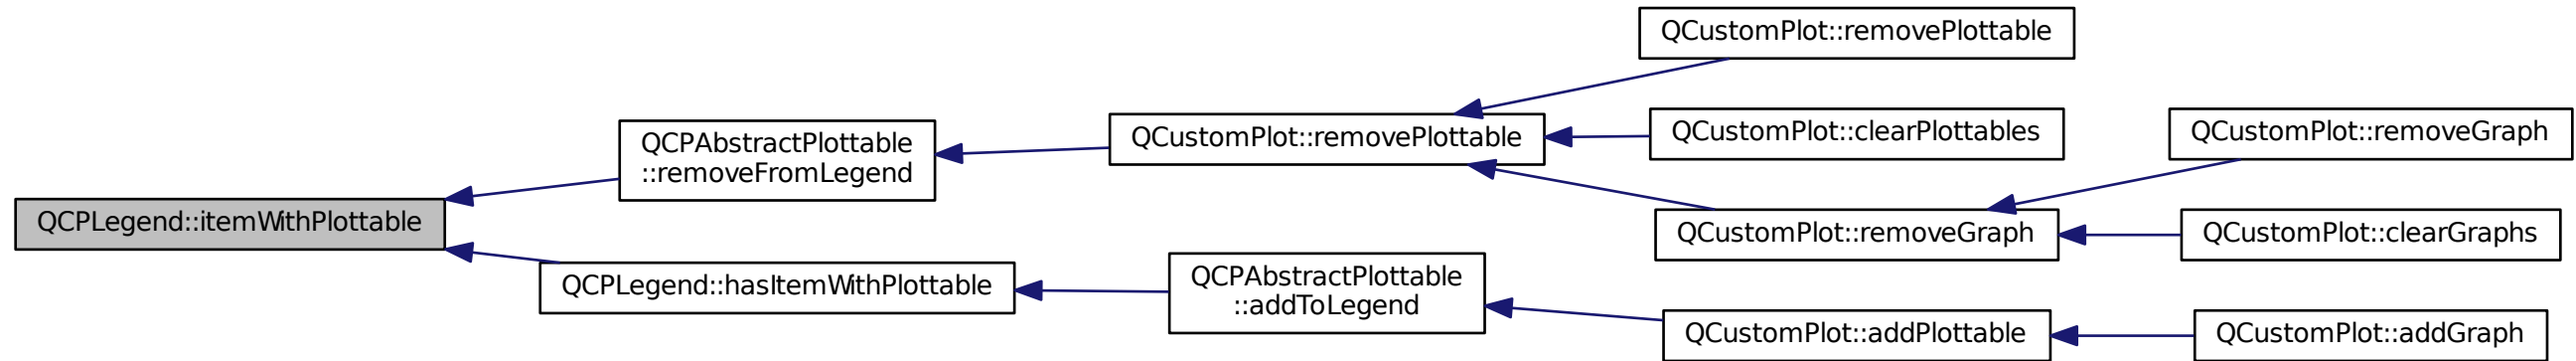 QCustomPlot::removePlottable
QCustomPlot::clearPlottables
QCustomPlot::removeGraph
QCPAbstractPlottable
::removeFromLegend
QCustomPlot::removePlottable
QCPLegend::itemWithPlottable
QCustomPlot::removeGraph
QCustomPlot::clearGraphs
QCPLegend::hasItemWithPlottable
QCPAbstractPlottable
::addToLegend
QCustomPlot::addPlottable
QCustomPlot::addGraph